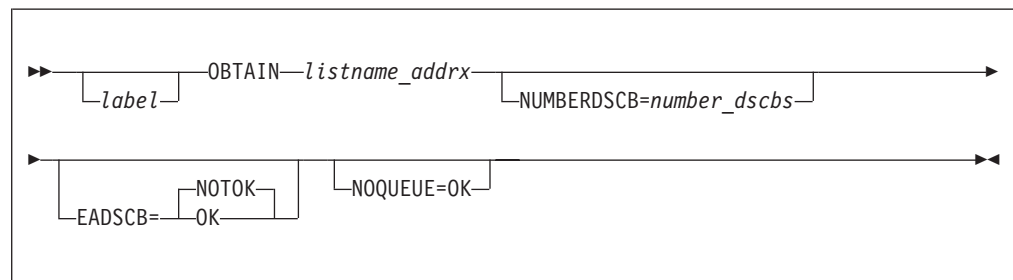 label OBTAIN listname_addrx NUMBERDSCB=number_dscbs
EADSCB= NOTOK OK NOQUEUE=OK